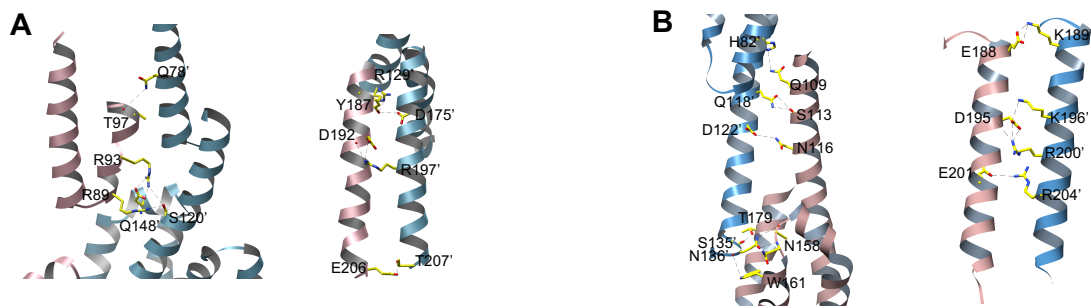 A
Q78’
T97
R93
R89
Q148’
S120’
R129’
Y187
D175’
D192
R197’
E206
T207’
B
H82’
Q109
Q118’
S113
D122’
N116
T179
S135’
N158
N136’
W161
E188
K189’
D195
K196’
R200’
E201
R204’